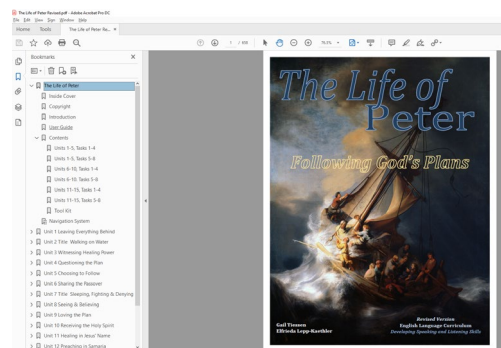 The Life of Peter Revised.pdf - Adobe Acrobat Pro DC
File Edit View Sign Window Help
Home Tools The Life of Peter Re... ×
1 / 308
76.5%
Bookmarks ×
The Life of Peter
Inside Cover
Copyright
Introduction
User Guide
Contents
Units 1-5, Tasks 1-4
Units 1-5, Tasks 5-8
Units 6-10, Tasks 1-4
Units 6-10, Tasks 5-8
Units 11-15, Tasks 1-4
Units 11-15, Tasks 5-8
Tool Kit
Navigation System
Unit 1 Leaving Everything Behind
Unit 2 Title Walking on Water
Unit 3 Witnessing Healing Power
Unit 4 Questioning the Plan
Unit 5 Choosing to Follow
Unit 6 Sharing the Passover
Unit 7 Title Sleeping, Fighting & Denying
Unit 8 Seeing & Believing
Unit 9 Loving the Plan
Unit 10 Receiving the Holy Spirit
Unit 11 Healing in Jesus' Name
Unit 12 Preaching in Samaria
The Life of
Peter
Following God's Plans
Gail Tiessen
Elfrieda Lepp-Kaethler
Revised Version
English Language Curriculum
Developing Speaking and Listening Skills